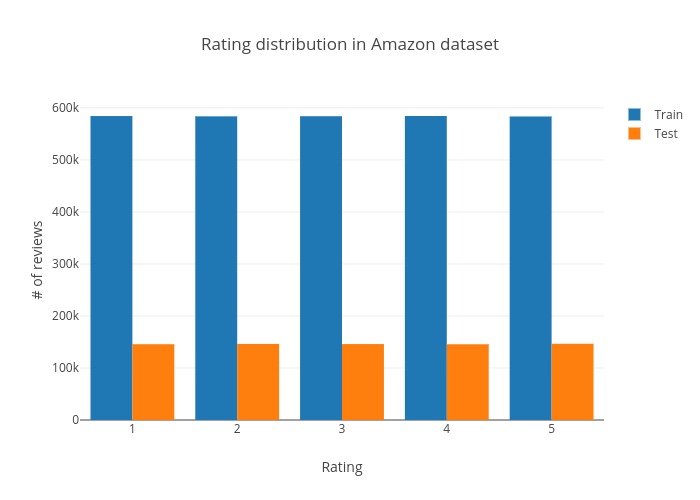 Rating distribution in Amazon dataset
600k
500k
400k
300k
200k
100k
0
# of reviews
1 2 3 4 5
Rating
Train
Test